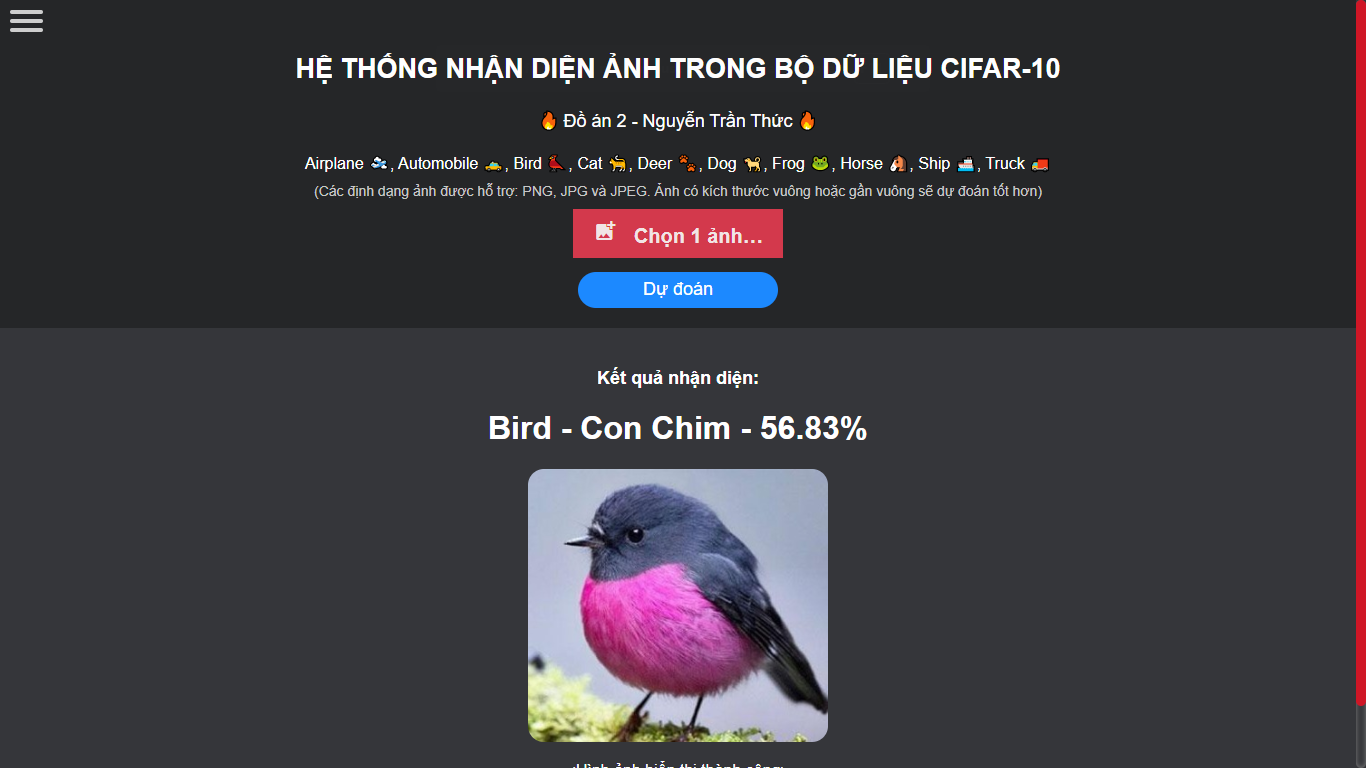 HỆ THỐNG NHẬN DIỆN ẢNH TRONG BỘ DỮ LIỆU CIFAR-10
🔥 Đồ án 2 - Nguyễn Trần Thức 🔥
Airplane 🛩, Automobile 🚕, Bird 🐦, Cat 🐈, Deer 🐾, Dog 🐕, Frog 🐸, Horse 🐴, Ship 🚢, Truck 🚚
(Các định dạng ảnh được hỗ trợ: PNG, JPG và JPEG. Ảnh có kích thước vuông hoặc gần vuông sẽ dự đoán tốt hơn)
Chọn 1 ảnh...
Dự đoán
Kết quả nhận diện:
Bird - Con Chim - 56.83%